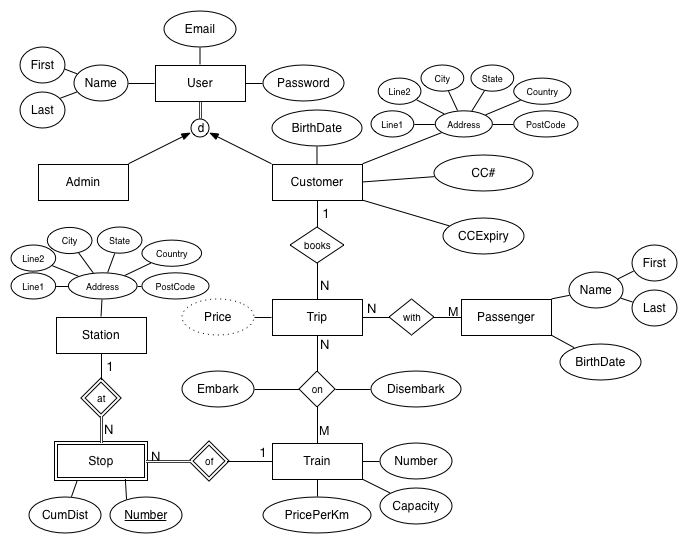 Email
First
Name
User
Password
Last
City
State
Line2
Country
BirthDate
Line1
Address
PostCode
d
Admin
Customer
CC#
1
City
State
books
CCExpiry
Line2
Country
First
Line1
Address
PostCode
N
Name
Price
Trip
N
with
M
Passenger
Last
Station
N
1
BirthDate
at
Embark
on
Disembark
N
M
Stop
N
of
1
Train
Number
CumDist
Number
PricePerKm
Capacity